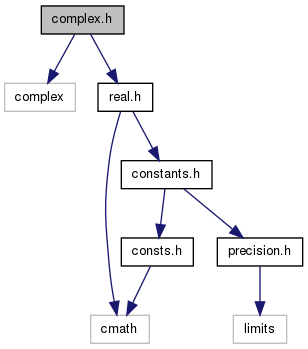 complex.h
complex
real.h
constants.h
consts.h
precision.h
cmath
limits